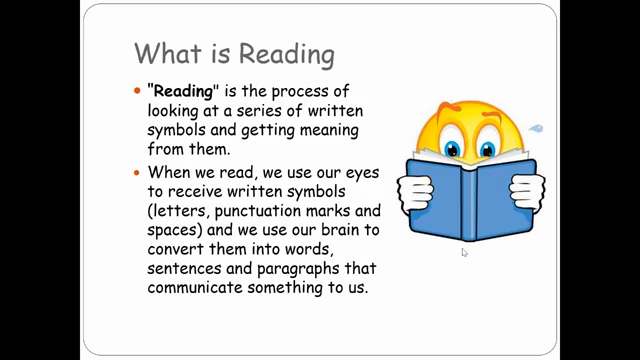 What is Reading
"Reading" is the process of
looking at a series of written
symbols and getting meaning
from them.
When we read, we use our eyes
to receive written symbols
(letters, punctuation marks and
spaces) and we use our brain to
convert them into words,
sentences and paragraphs that
communicate something to us.